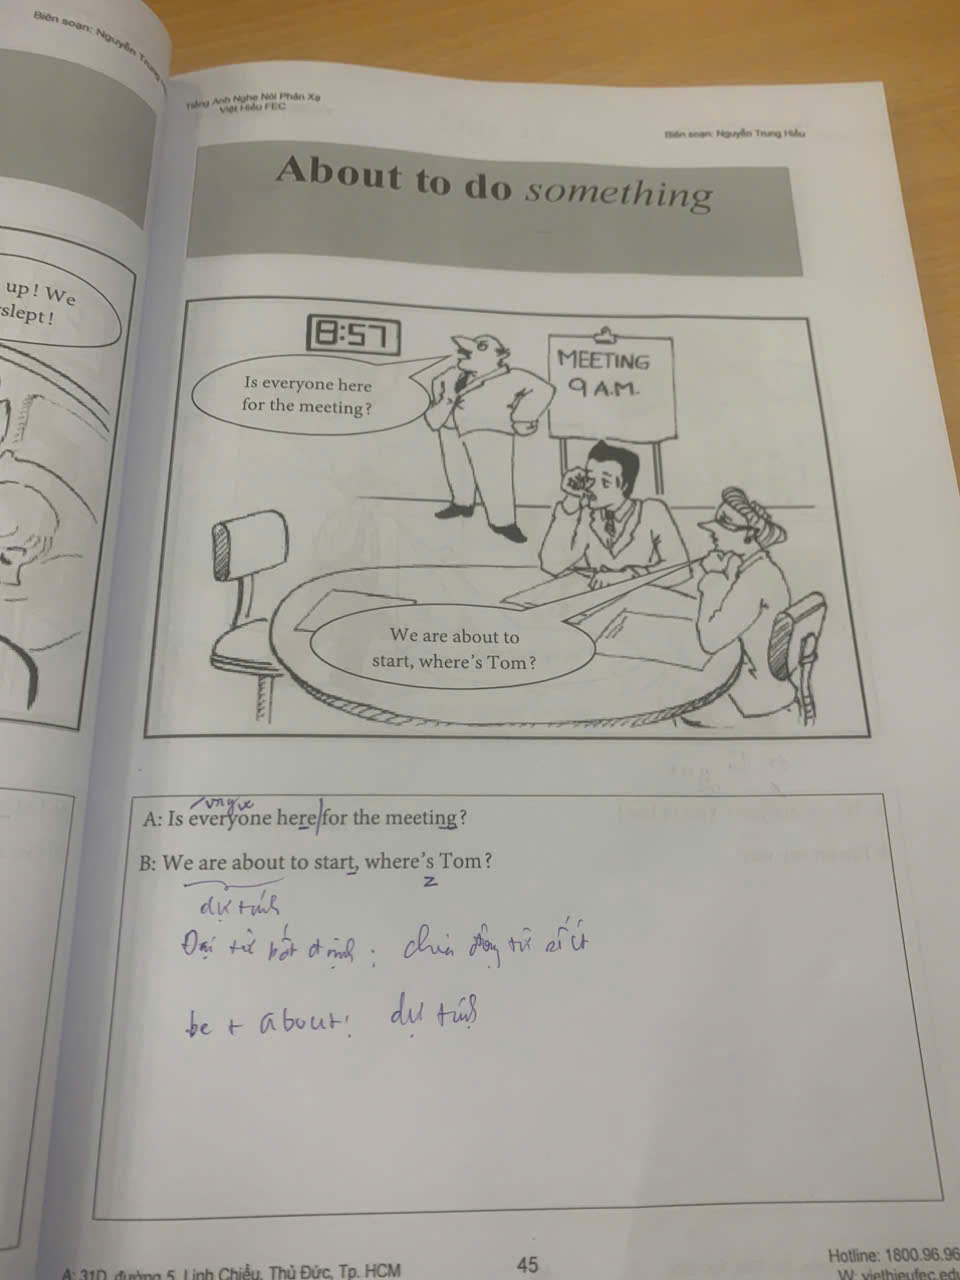 Biên soạn: Nguyễn Trung
up! We
slept!
Tiếng Anh Nghe Nói Phản Xạ
Việt Hiếu FEC
Biên soạn: Nguyễn Trung Hiếu
About to do something
8:57
MEETING
9 A.M.
Is everyone here
for the meeting?
We are about to
start, where's Tom?
A: Is everyone here/for the meeting?
B: We are about to start, where's Tom?
z
dự tính
Đại từ bất định: chia động từ số ít
be + about: dự tính
A: 31D, đường 5, Linh Chiểu, Thủ Đức, Tp. HCM
45
Hotline: 1800.96.96
W: viethieufec.ed